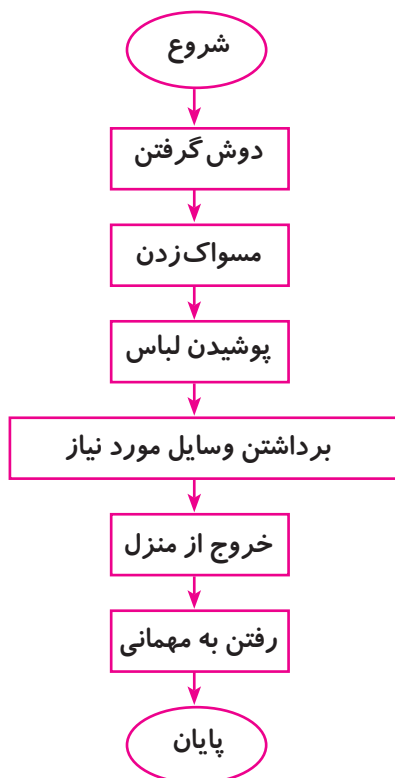 شروع
دوش گرفتن
مسواک زدن
پوشیدن لباس
برداشتن وسایل مورد نیاز
خروج از منزل
رفتن به مهمانی
پایان